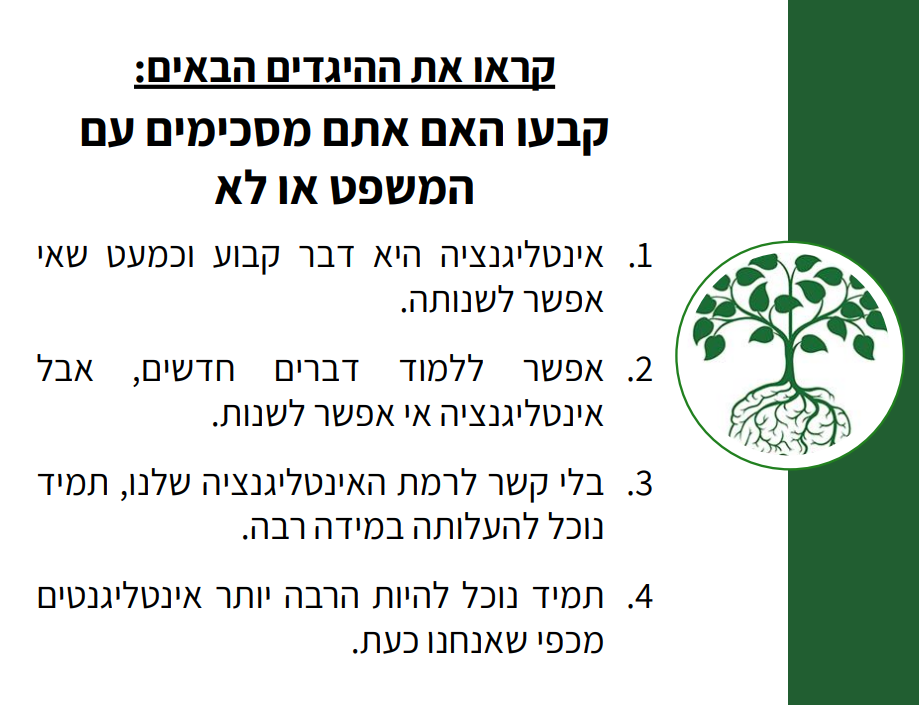 קראו את ההיגדים הבאים:
קבעו האם אתם מסכימים עם
המשפט או לא
1. אינטליגנציה היא דבר קבוע וכמעט שאי
אפשר לשנותה.
2. אפשר ללמוד דברים חדשים, אבל
אינטליגנציה אי אפשר לשנות.
3. בלי קשר לרמת האינטליגנציה שלנו, תמיד
נוכל להעלותה במידה רבה.
4. תמיד נוכל להיות הרבה יותר אינטליגנטים
מכפי שאנחנו כעת.